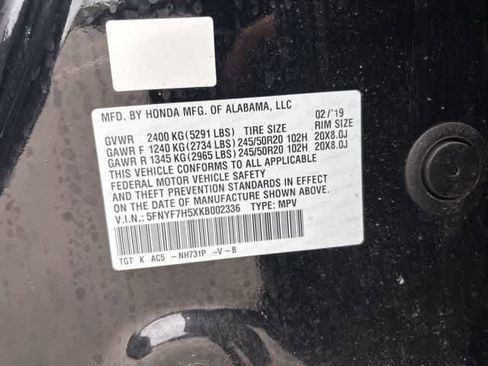 MFD. BY HONDA MFG. OF ALABAMA, LLC 02/'19
GVWR 2400 KG(5291 LBS) TIRE SIZE RIM SIZE
GAWR F 1240 KG(2734 LBS) 245/50R20 102H 20X8.0J
GAWR R 1345 KG(2965 LBS) 245/50R20 102H 20X8.0J
THIS VEHICLE CONFORMS TO ALL APPLICABLE
FEDERAL MOTOR VEHICLE SAFETY
AND THEFT PREVENTION STANDARDS IN EFFECT
ON THE DATE OF MANUFACTURE SHOWN ABOVE.
V.I.N.: 5FNYF7H5XKB002336 TYPE: MPV
TGT K AC5 -NH731P -V-B